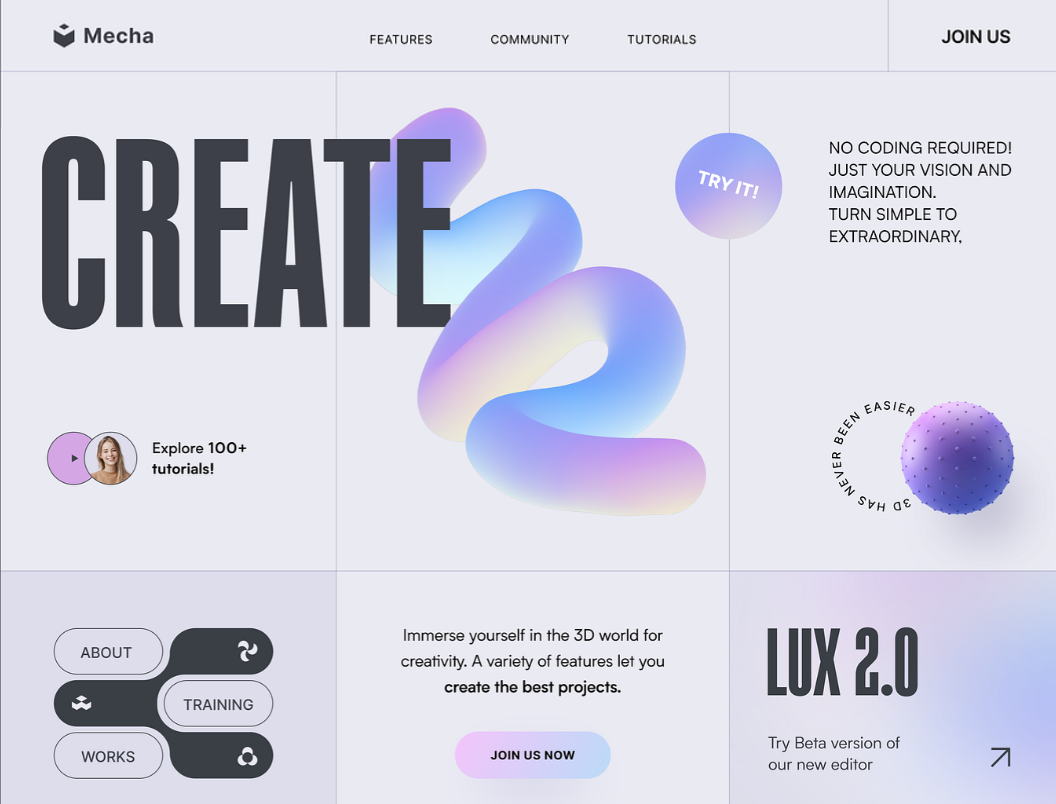 Mecha
FEATURES
COMMUNITY
TUTORIALS
JOIN US
CREATE
TRY IT!
NO CODING REQUIRED!
JUST YOUR VISION AND
IMAGINATION.
TURN SIMPLE TO
EXTRAORDINARY,
Explore 100+
tutorials!
3D HAS NEVER BEEN EASIER
ABOUT
TRAINING
WORKS
Immerse yourself in the 3D world for
creativity. A variety of features let you
create the best projects.
JOIN US NOW
LUX 2.0
Try Beta version of
our new editor